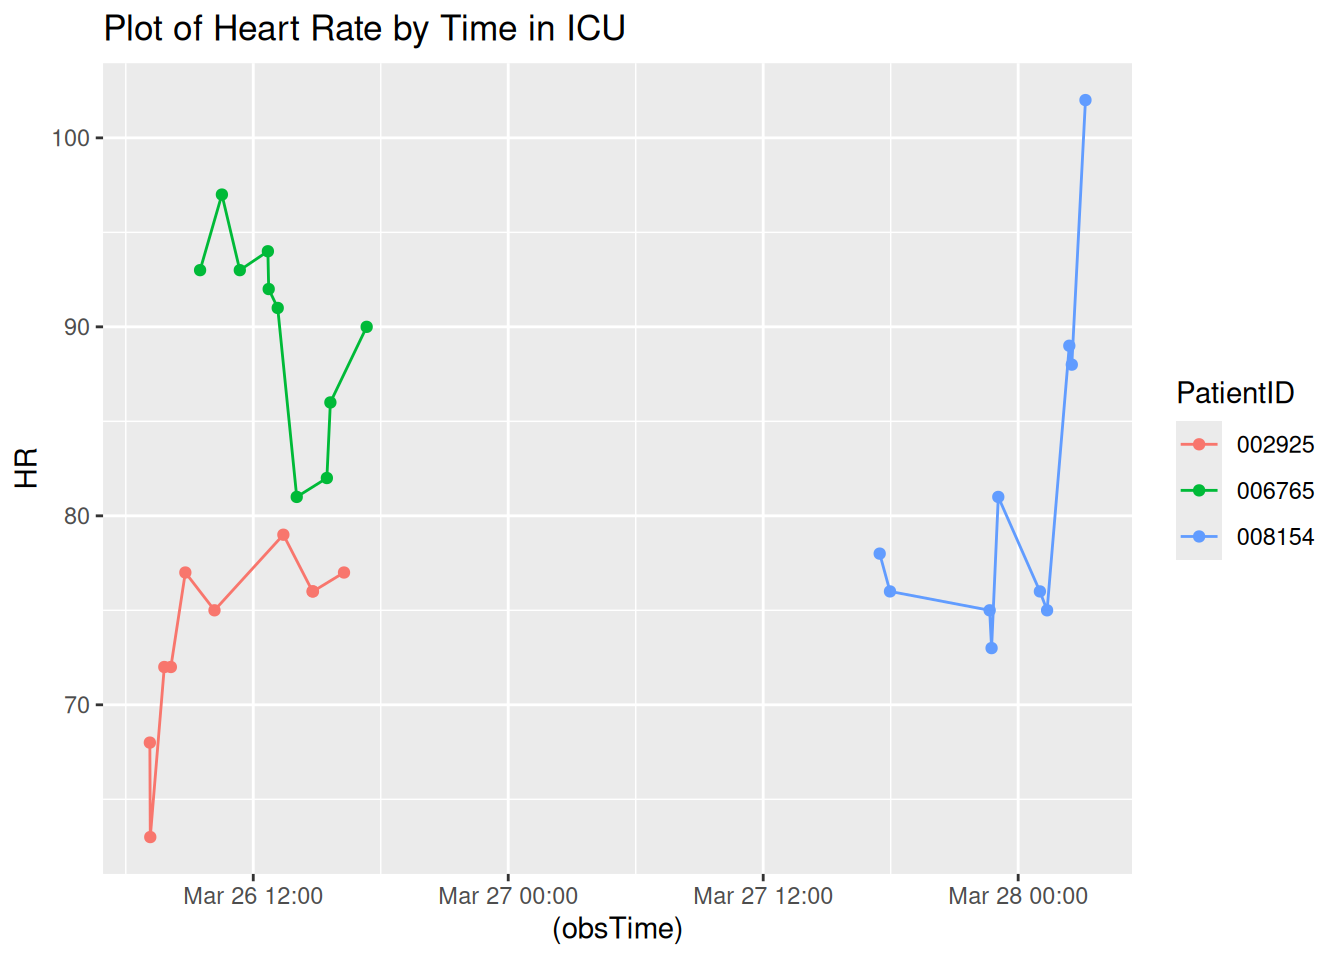 Plot of Heart Rate by Time in ICU
100
90
80
70
HR
Mar 26 12:00
Mar 27 00:00
Mar 27 12:00
Mar 28 00:00
(obsTime)
PatientID
002925
006765
008154